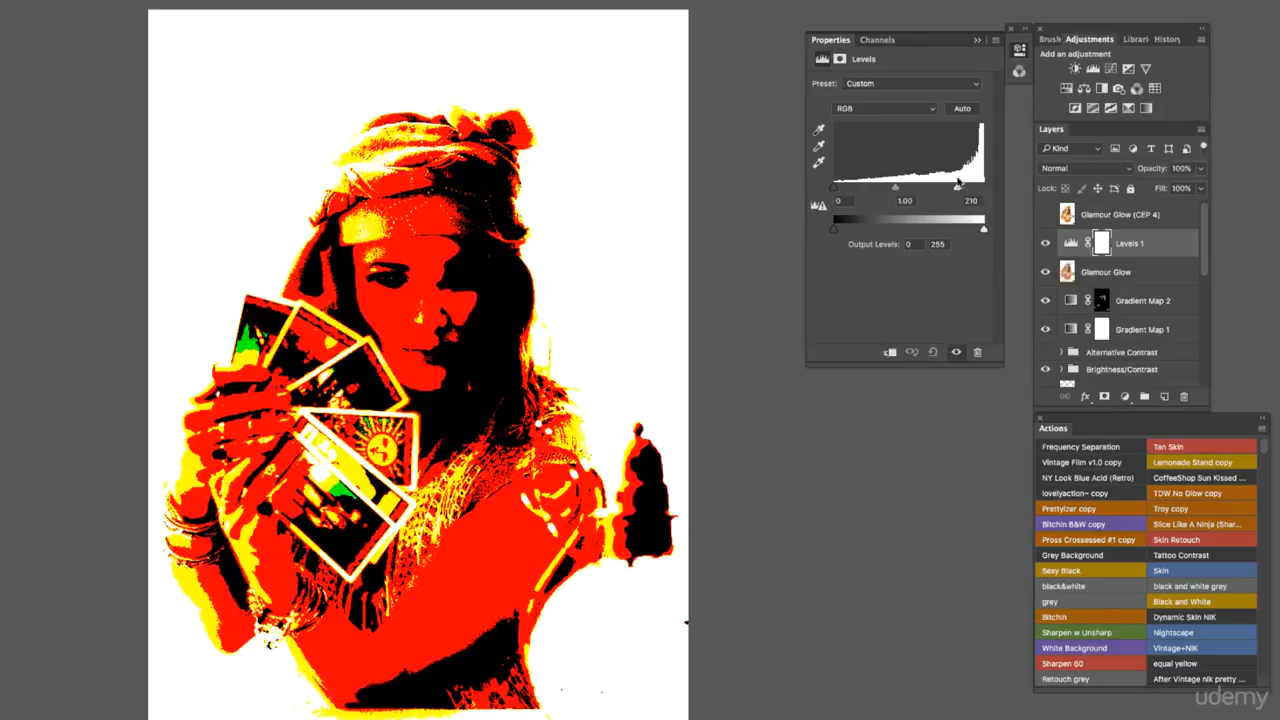 Properties Channels
Levels
Preset: Custom
RGB Auto
0 1.00 210
Output Levels: 0 255
Brush Adjustments Librari History
Add an adjustment
Layers
Kind
Normal Opacity: 100%
Lock: Fill: 100%
Glamour Glow (CEP 4)
Levels 1
Glamour Glow
Gradient Map 2
Gradient Map 1
Alternative Contrast
Brightness/Contrast
fx
Actions
Frequency Separation Tan Skin
Vintage Film v1.0 copy Lemonade Stand copy
NY Look Blue Acid (Retro) CoffeeShop Sun Kissed ...
lovelyaction~ copy TDW No Glow copy
Prettyizer copy Troy copy
Bitchin B&W copy Slice Like A Ninja (Shar...
Pross Crossessed #1 copy Skin Retouch
Grey Background Tattoo Contrast
Sexy Black Skin
black&white black and white grey
grey Black and White
Bitchin Dynamic Skin NIK
Sharpen w Unsharp Nightscape
White Background Vintage+NIK
Sharpen 60 equal yellow
Retouch grey After Vintage nik pretty ...
udemy